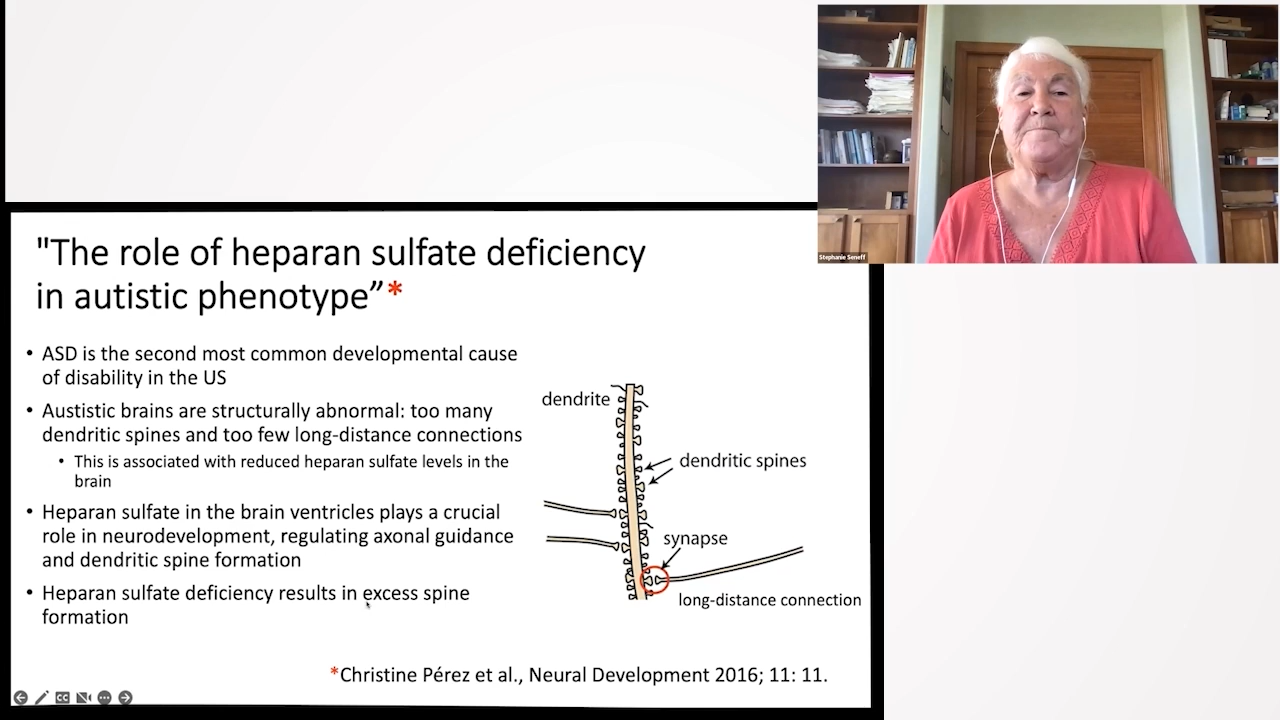 Stephanie Seneff
"The role of heparan sulfate deficiency
in autistic phenotype”*
• ASD is the second most common developmental cause
of disability in the US
• Austistic brains are structurally abnormal: too many
dendritic spines and too few long-distance connections
• This is associated with reduced heparan sulfate levels in the
brain
• Heparan sulfate in the brain ventricles plays a crucial
role in neurodevelopment, regulating axonal guidance
and dendritic spine formation
• Heparan sulfate deficiency results in excess spine
formation
dendrite
dendritic spines
synapse
long-distance connection
*Christine Pérez et al., Neural Development 2016; 11: 11.
CC